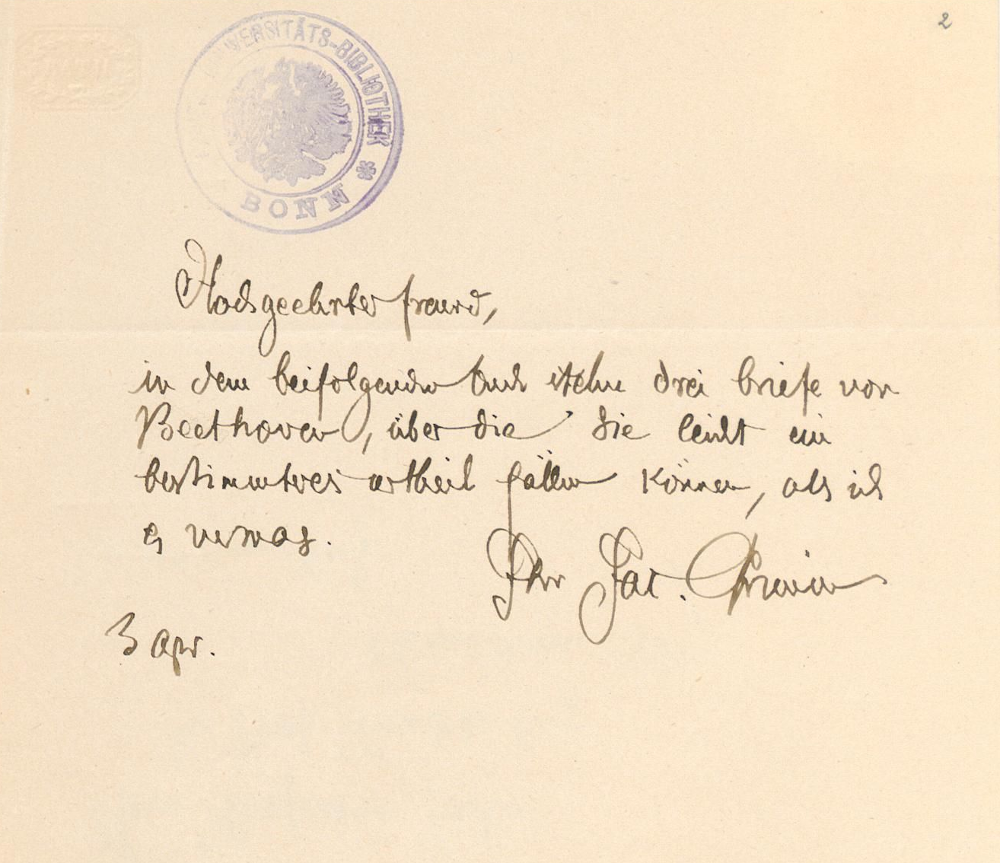 2
UNIVERSITÄTS-BIBLIOTHEK
* BONN
Hochgeehrter freund,
in dem beifolgenden buch stehn drei briefe von
Beethoven, über die Sie leicht ein
bestimmteres urtheil fällen können, als ich
es vermag.
Ihr Jac. Grimm
3 apr.